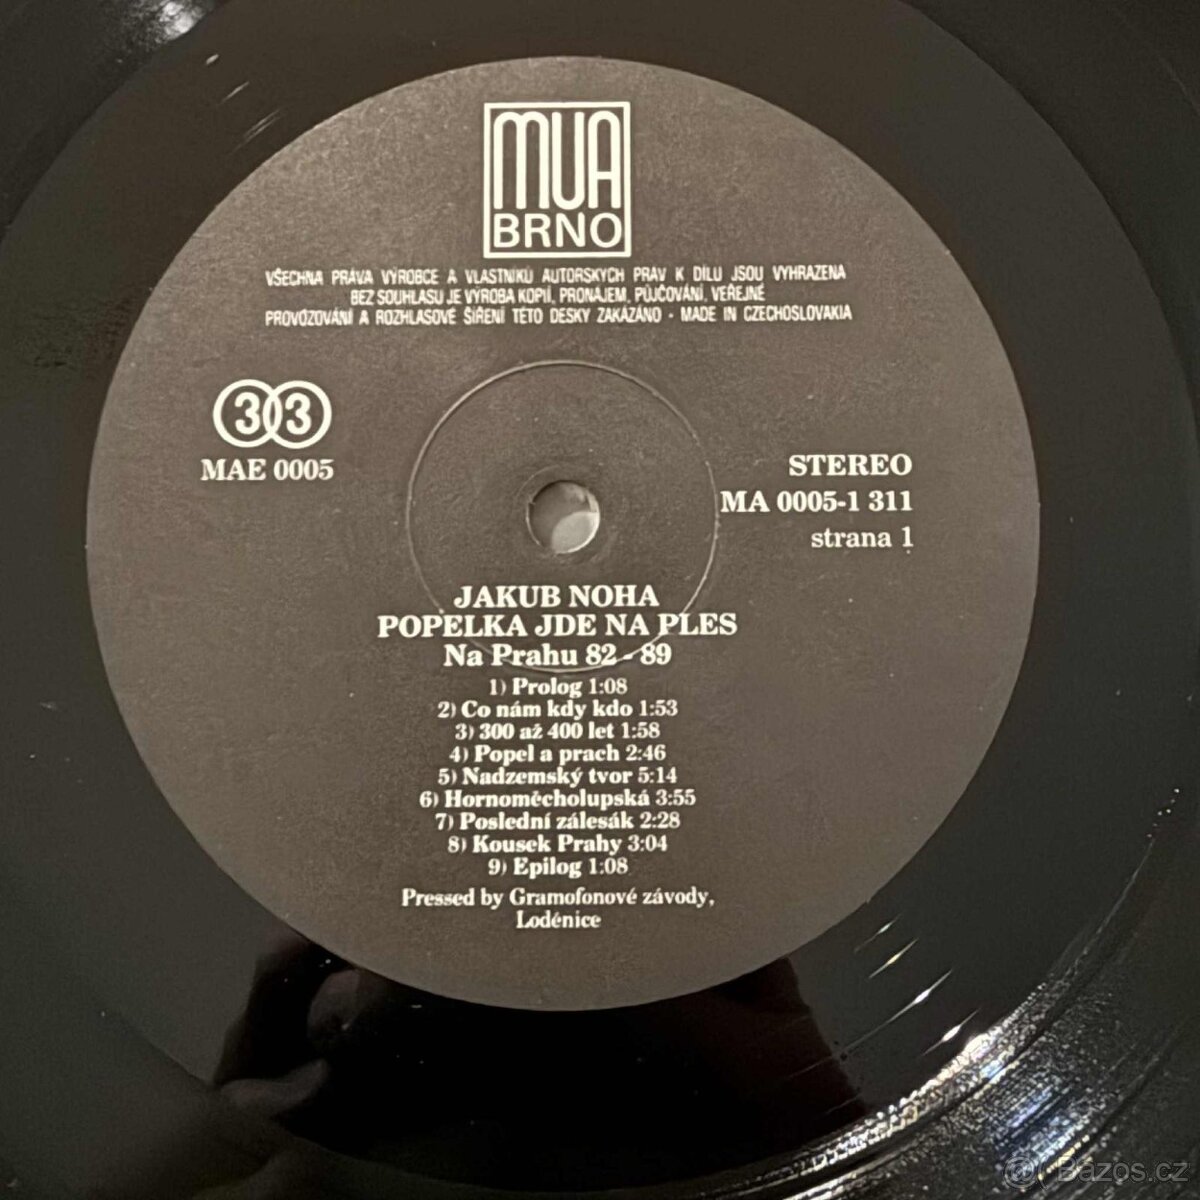 MUA
BRNO
VŠECHNA PRÁVA VÝROBCE A VLASTNÍKŮ AUTORSKÝCH PRÁV K DÍLU JSOU VYHRAZENA
BEZ SOUHLASU JE VÝROBA KOPIÍ, PRONÁJEM, PŮJČOVÁNÍ, VEŘEJNÉ
PROVOZOVÁNÍ A ROZHLASOVÉ ŠÍŘENÍ TÉTO DESKY ZAKÁZÁNO · MADE IN CZECHOSLOVAKIA
33
MAE 0005
STEREO
MA 0005-1 311
strana 1
JAKUB NOHA
POPELKA JDE NA PLES
Na Prahu 82 - 89
1) Prolog 1:08
2) Co nám kdy kdo 1:53
3) 300 až 400 let 1:58
4) Popel a prach 2:46
5) Nadzemský tvor 5:14
6) Hornoměcholupská 3:55
7) Poslední zálesák 2:28
8) Kousek Prahy 3:04
9) Epilog 1:08
Pressed by Gramofonové závody,
Loděnice
@ Bazos.cz